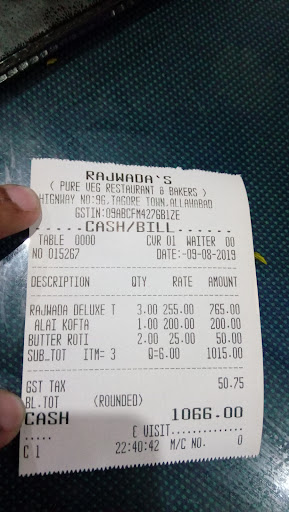 RAJWADA'S
( PURE VEG RESTAURANT & BAKERS )
HIGHWAY NO:96,TAGORE TOWN,ALLAHABAD
GSTIN:09ABCFM4276B1ZE
.....CASH/BILL.......
TABLE 0000 CUR 01 WAITER 00
NO 015267 DATE:-09-08-2019
DESCRIPTION QTY RATE AMOUNT
RAJWADA DELUXE T 3.00 255.00 765.00
ALAI KOFTA 1.00 200.00 200.00
BUTTER ROTI 2.00 25.00 50.00
SUB.TOT ITM= 3 Q=6.00 1015.00
GST TAX 50.75
BL.TOT (ROUNDED)
CASH 1066.00
..... £ VISIT..............
C 1 22:40:42 M/C NO. 0